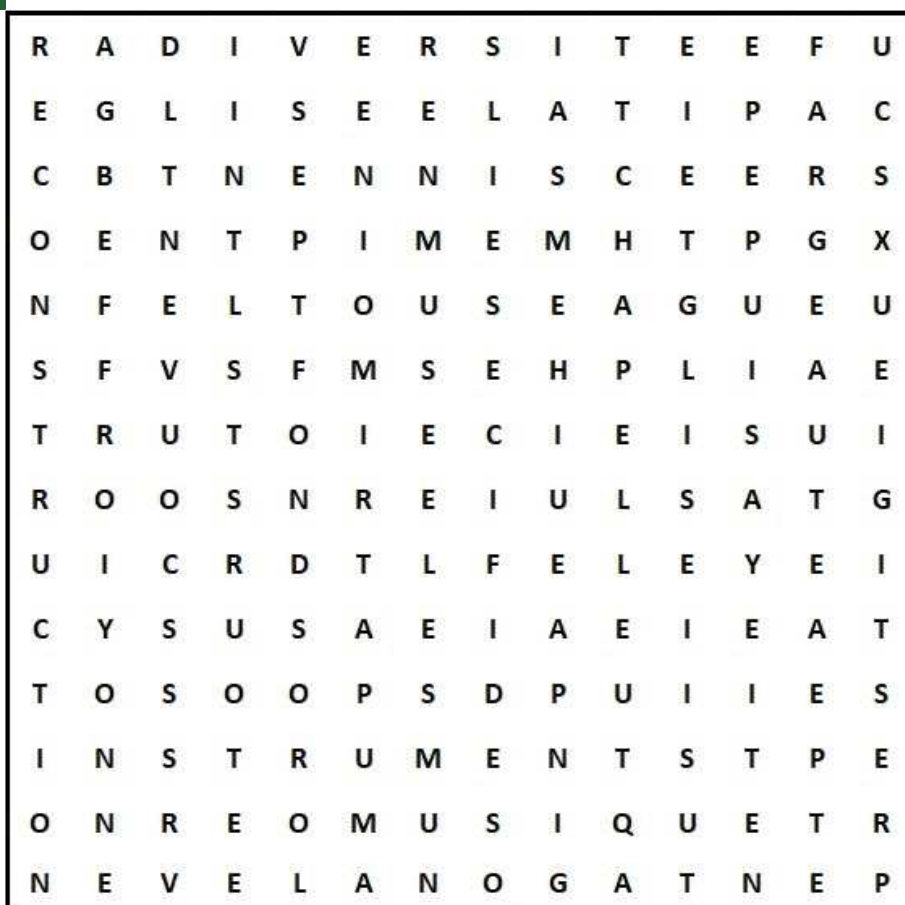 R A D I V E R S I T E E F U
E G L I S E E L A T I P A C
C B T N E N N I S C E E R S
O E N T P I M E M H T P G X
N F E L T O U S E A G U E U
S F V S F M S E H P L I A E
T R U T O I E C I E I S U I
R O O S N R E I U L S A T G
U I C R D T L F E L E Y E I
C Y S U S A E I A E I E A T
T O S O O P S D P U I I E S
I N S T R U M E N T S T P E
O N R E O M U S I Q U E T R
N E V E L A N O G A T N E P